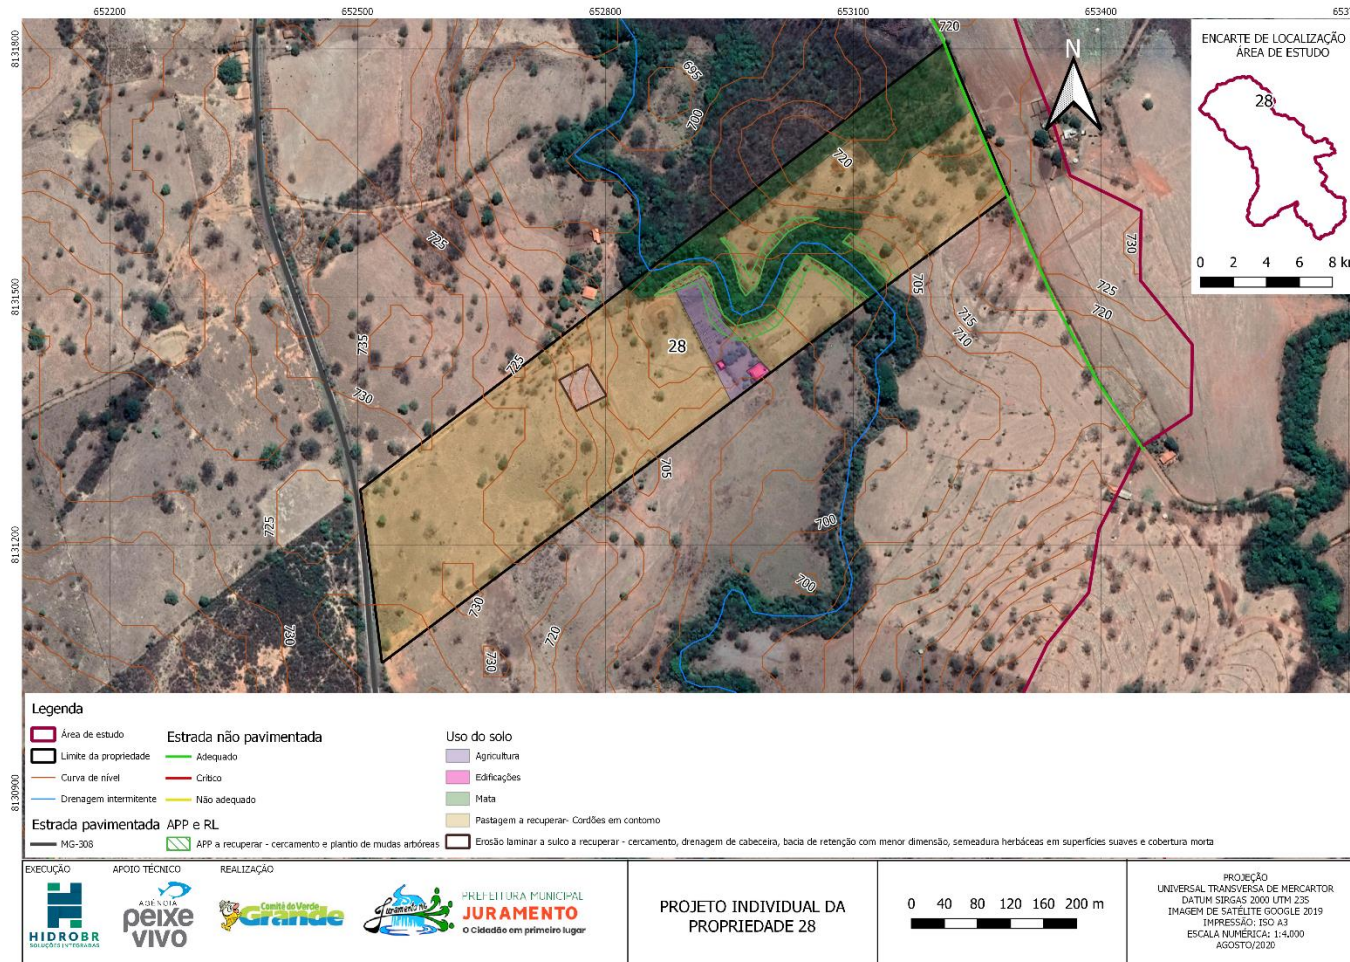 652200
652500
652800
653100
653400
8131800
8131500
8131200
8130900
720
695
700
720
725
735
730
725
28
705
715
710
725
720
730
705
700
700
725
730
730
720
730
N
ENCARTE DE LOCALIZAÇÃO
ÁREA DE ESTUDO
28
0 2 4 6 8 km
Legenda
Área de estudo
Limite da propriedade
Curva de nível
Drenagem intermitente
Estrada pavimentada
MG-308
Estrada não pavimentada
Adequado
Crítico
Não adequado
APP e RL
APP a recuperar - cercamento e plantio de mudas arbóreas
Uso do solo
Agricultura
Edificações
Mata
Pastagem a recuperar- Cordões em contorno
Erosão laminar a sulco a recuperar - cercamento, drenagem de cabeceira, bacia de retenção com menor dimensão, semeadura herbáceas em superfícies suaves e cobertura morta
EXECUÇÃO
HIDROBR
SOLUÇÕES INTEGRADAS
APOIO TÉCNICO
AGÊNCIA
peixe
VIVO
REALIZAÇÃO
Comitê do Verde
Grande
Juramento MG
PREFEITURA MUNICIPAL
JURAMENTO
O Cidadão em primeiro lugar
PROJETO INDIVIDUAL DA
PROPRIEDADE 28
0 40 80 120 160 200 m
PROJEÇÃO
UNIVERSAL TRANSVERSA DE MERCARTOR
DATUM SIRGAS 2000 UTM 23S
IMAGEM DE SATÉLITE GOOGLE 2019
IMPRESSÃO: ISO A3
ESCALA NUMÉRICA: 1:4.000
AGOSTO/2020